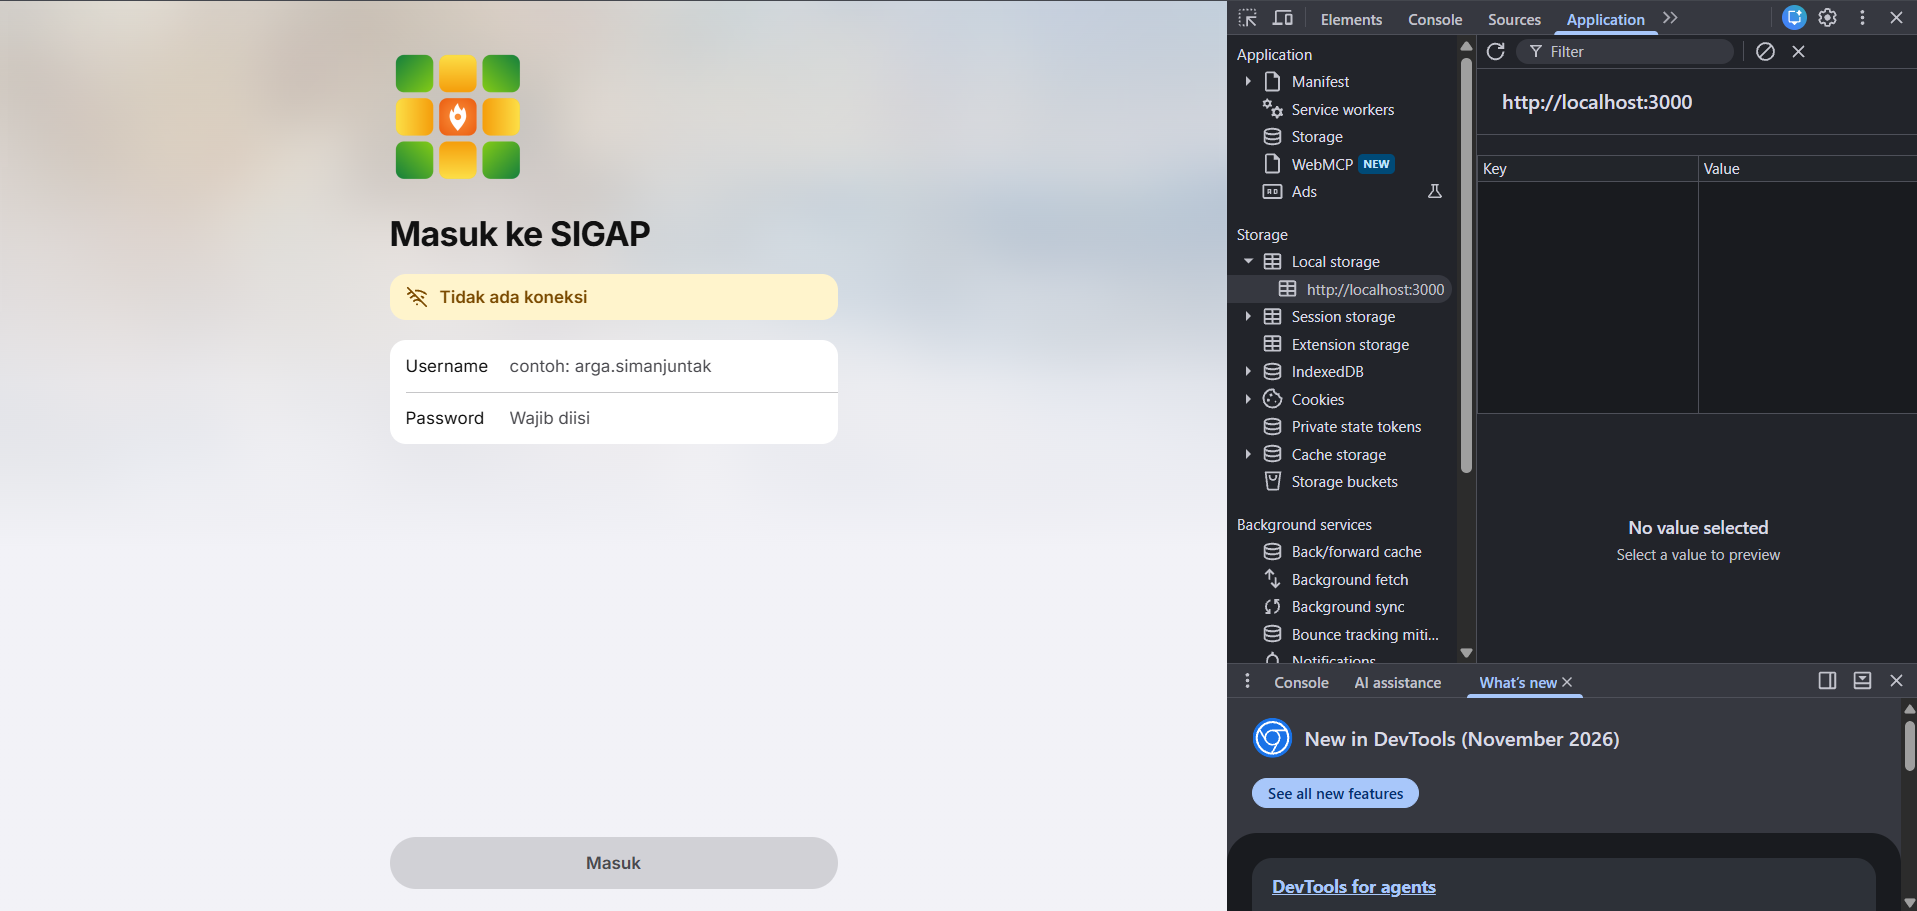 Masuk ke SIGAP
Tidak ada koneksi
Username contoh: arga.simanjuntak
Password Wajib diisi
Masuk
Elements Console Sources Application
Application
Manifest
Service workers
Storage
WebMCP NEW
Ads
Storage
Local storage
http://localhost:3000
Session storage
Extension storage
IndexedDB
Cookies
Private state tokens
Cache storage
Storage buckets
Background services
Back/forward cache
Background fetch
Background sync
Bounce tracking miti...
Notifications
Filter
http://localhost:3000
Key Value
No value selected
Select a value to preview
Console AI assistance What's new
New in DevTools (November 2026)
See all new features
DevTools for agents